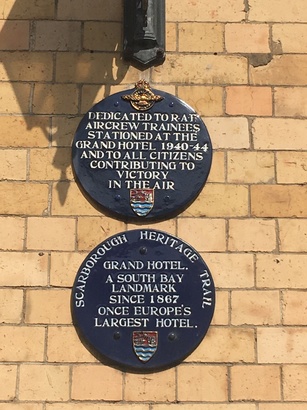 DEDICATED TO R.A.F.
AIRCREW TRAINEES
STATIONED AT THE
GRAND HOTEL 1940-44
AND TO ALL CITIZENS
CONTRIBUTING TO
VICTORY
IN THE AIR
SCARBOROUGH HERITAGE TRAIL
GRAND HOTEL.
A SOUTH BAY
LANDMARK
SINCE 1867
ONCE EUROPE'S
LARGEST HOTEL.